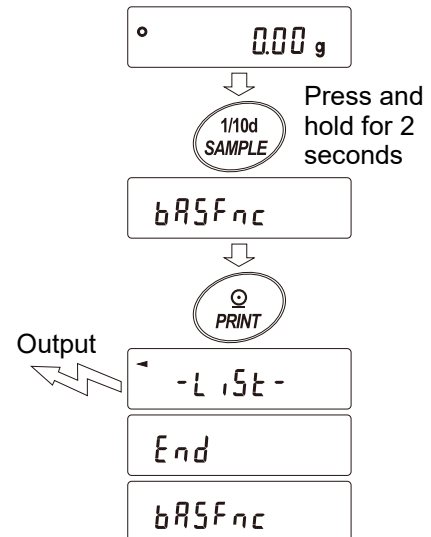 0.00 g
1/10d
SAMPLE
Press and
hold for 2
seconds
bASFnc
PRINT
Output
-LiSt-
End
bASFnc